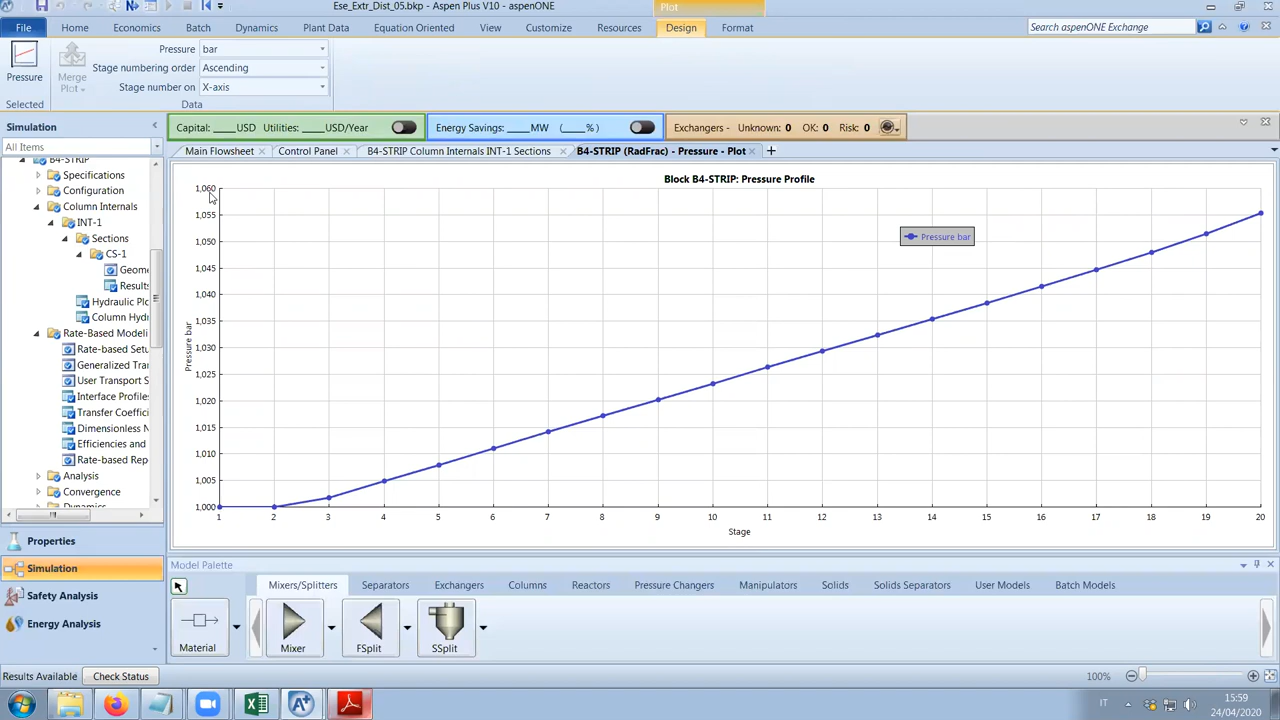 Ese_Extr_Dist_05.bkp - Aspen Plus V10 - aspenONE
Plot
File Home Economics Batch Dynamics Plant Data Equation Oriented View Customize Resources Design Format Search aspenONE Exchange
Pressure bar
Stage numbering order Ascending
Stage number on X-axis
Pressure
Merge
Plot
Selected Data
Simulation
Capital: ____USD Utilities: ____USD/Year
Energy Savings: ____MW (____%)
Exchangers - Unknown: 0 OK: 0 Risk: 0
All Items
Main Flowsheet Control Panel B4-STRIP Column Internals INT-1 Sections B4-STRIP (RadFrac) - Pressure - Plot
B4-STRIP
Specifications
Configuration
Column Internals
INT-1
Sections
CS-1
Geome
Results
Hydraulic Plo
Column Hydr
Rate-Based Modeli
Rate-based Setu
Generalized Tra
User Transport S
Interface Profiles
Transfer Coeffici
Dimensionless N
Efficiencies and
Rate-based Rep
Analysis
Convergence
Dynamics
Properties
Simulation
Safety Analysis
Energy Analysis
Block B4-STRIP: Pressure Profile
Pressure bar
1,060
1,055
1,050
1,045
1,040
1,035
1,030
1,025
1,020
1,015
1,010
1,005
1,000
Pressure bar
1 2 3 4 5 6 7 8 9 10 11 12 13 14 15 16 17 18 19 20
Stage
Model Palette
Mixers/Splitters Separators Exchangers Columns Reactors Pressure Changers Manipulators Solids Solids Separators User Models Batch Models
Material Mixer FSplit SSplit
Results Available Check Status 100%
IT
15:59
24/04/2020